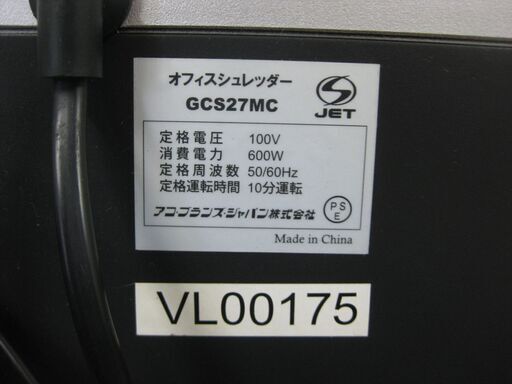 オフィスシュレッダー
GCS27MC
JET
定格電圧 100V
消費電力 600W
定格周波数 50/60Hz
定格運転時間 10分運転
アコ・ブランズ・ジャパン株式会社
PS
E
Made in China
VL00175